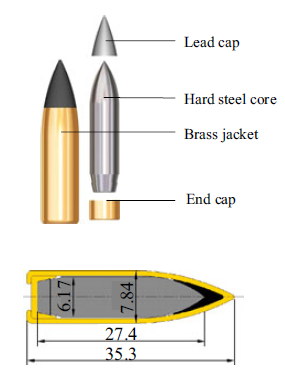 Lead cap
Hard steel core
Brass jacket
End cap
6.17
7.84
27.4
35.3